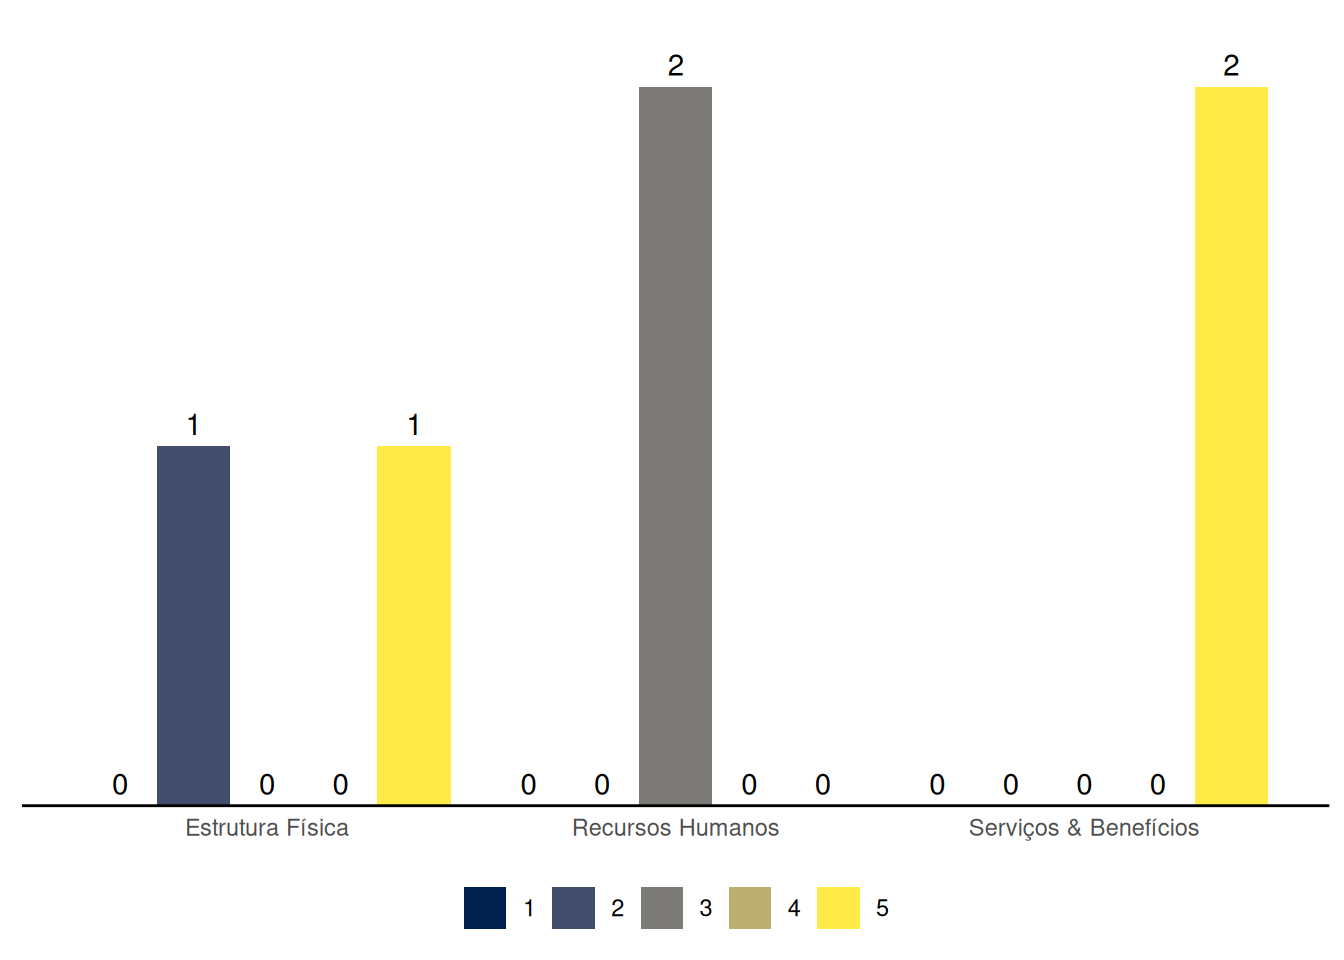 2 2
1 1
0 0 0 0 0 0 0 0 0 0 0
Estrutura Física Recursos Humanos Serviços & Benefícios
1 2 3 4 5